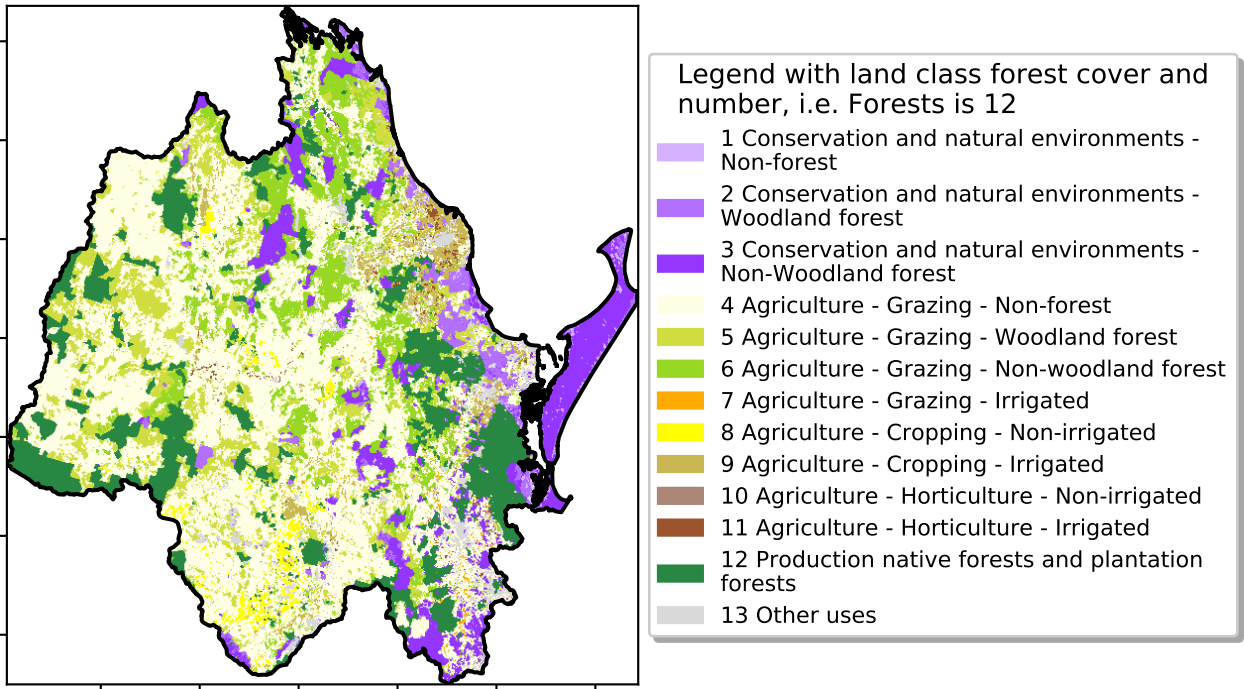 Legend with land class forest cover and
number, i.e. Forests is 12
1 Conservation and natural environments -
Non-forest
2 Conservation and natural environments -
Woodland forest
3 Conservation and natural environments -
Non-Woodland forest
4 Agriculture - Grazing - Non-forest
5 Agriculture - Grazing - Woodland forest
6 Agriculture - Grazing - Non-woodland forest
7 Agriculture - Grazing - Irrigated
8 Agriculture - Cropping - Non-irrigated
9 Agriculture - Cropping - Irrigated
10 Agriculture - Horticulture - Non-irrigated
11 Agriculture - Horticulture - Irrigated
12 Production native forests and plantation
forests
13 Other uses